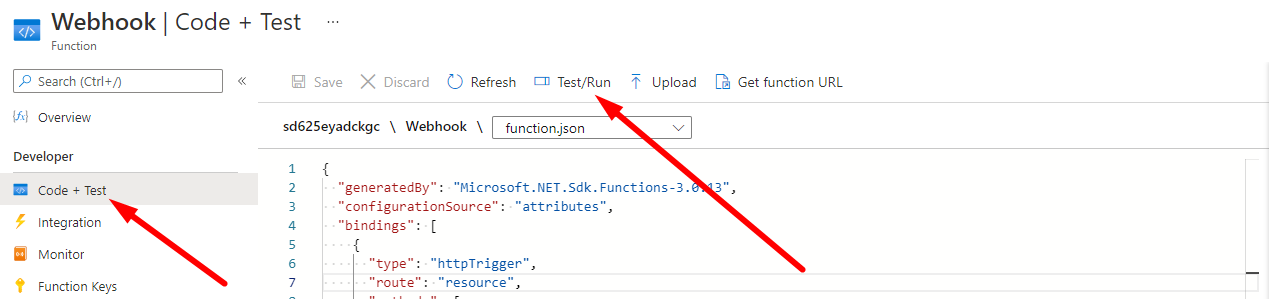 Webhook | Code + Test ...
Function
Search (Ctrl+/) «
Save Discard Refresh Test/Run Upload Get function URL
Overview
Developer
Code + Test
Integration
Monitor
Function Keys
sd625eyadckgc \ Webhook \ function.json
1 {
2 "generatedBy": "Microsoft.NET.Sdk.Functions-3.0.13",
3 "configurationSource": "attributes",
4 "bindings": [
5 {
6 "type": "httpTrigger",
7 "route": "resource",